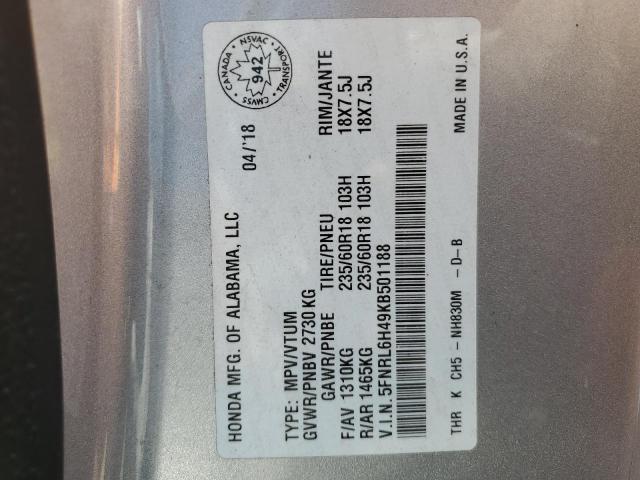 HONDA MFG. OF ALABAMA, LLC 04/'18
CANADA NSVAC TRANSPORT CMVSS
942
TYPE: MPV/VTUM
GVWR/PNBV 2730 KG
GAWR/PNBE TIRE/PNEU RIM/JANTE
F/AV 1310KG 235/60R18 103H 18X7.5J
R/AR 1465KG 235/60R18 103H 18X7.5J
V.I.N. 5FNRL6H49KB501188
THR K CH5 - NH830M - D-B MADE IN U.S.A.